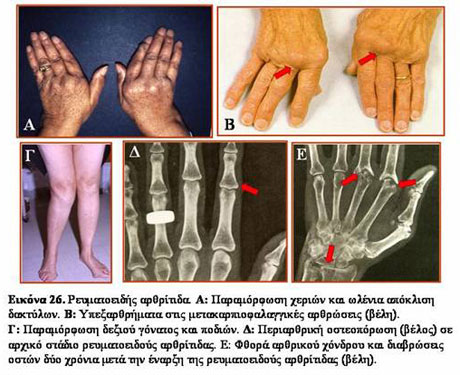 Α
Β
Γ
Δ
Ε
Εικόνα 26. Ρευματοειδής αρθρίτιδα. Α: Παραμόρφωση χεριών και ωλένια απόκλιση
δακτύλων. Β: Υπεξαρθρήματα στις μετακαρπιοφαλαγγικές αρθρώσεις (βέλη).
Γ: Παραμόρφωση δεξιού γόνατος και ποδιών. Δ: Περιαρθρική οστεοπόρωση (βέλος) σε
αρχικό στάδιο ρευματοειδούς αρθρίτιδας. Ε: Φθορά αρθρικού χόνδρου και διαβρώσεις
οστών δύο χρόνια μετά την έναρξη της ρευματοειδούς αρθρίτιδας (βέλη).